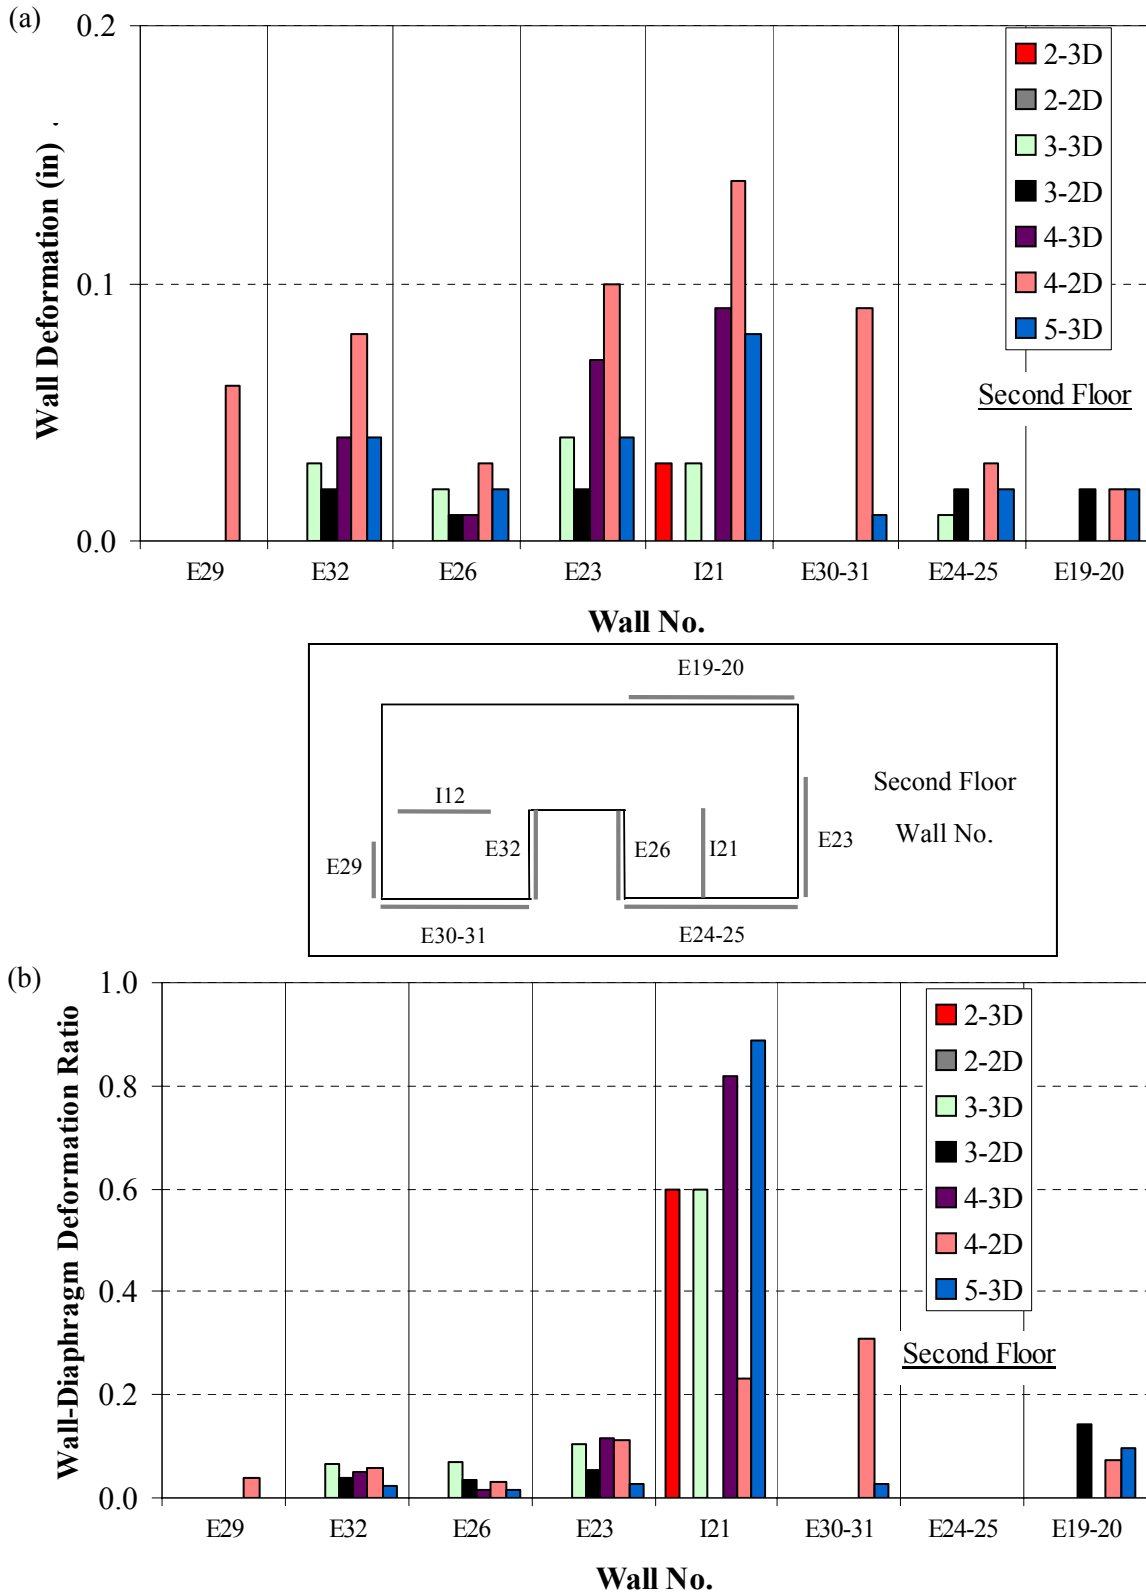 (a)
0.2
0.1
0.0
Wall Deformation (in) .
2-3D
2-2D
3-3D
3-2D
4-3D
4-2D
5-3D
Second Floor
E29 E32 E26 E23 I21 E30-31 E24-25 E19-20
Wall No.
E19-20
I12
E29
E32
E26
I21
E23
E30-31
E24-25
Second Floor
Wall No.
(b)
1.0
0.8
0.6
0.4
0.2
0.0
Wall-Diaphragm Deformation Ratio
2-3D
2-2D
3-3D
3-2D
4-3D
4-2D
5-3D
Second Floor
E29 E32 E26 E23 I21 E30-31 E24-25 E19-20
Wall No.